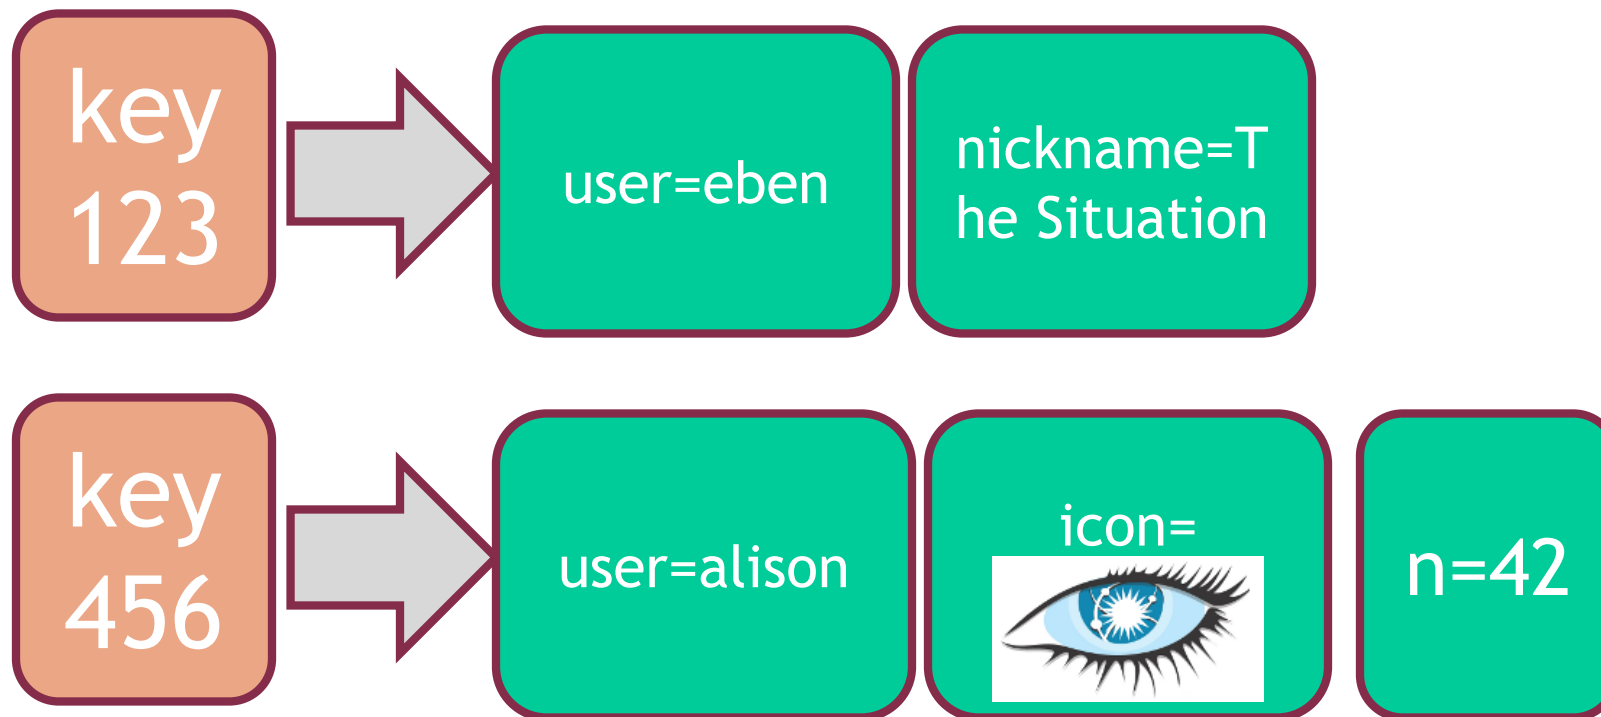 key
123
user=eben
nickname=T
he Situation
key
456
user=alison
icon=
n=42